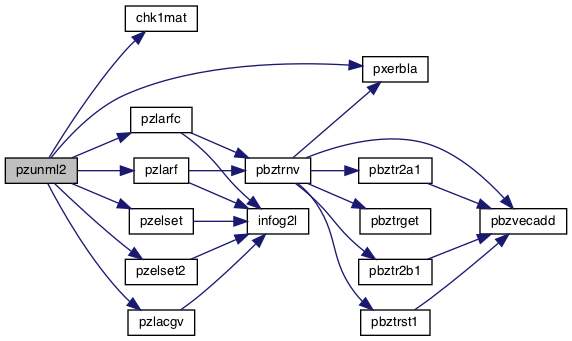 chk1mat
pxerbla
pzlarfc
pzunml2
pzlarf
pbztrnv
pbztr2a1
pzelset
infog2l
pbztrget
pbzvecadd
pzelset2
pbztr2b1
pzlacgv
pbztrst1